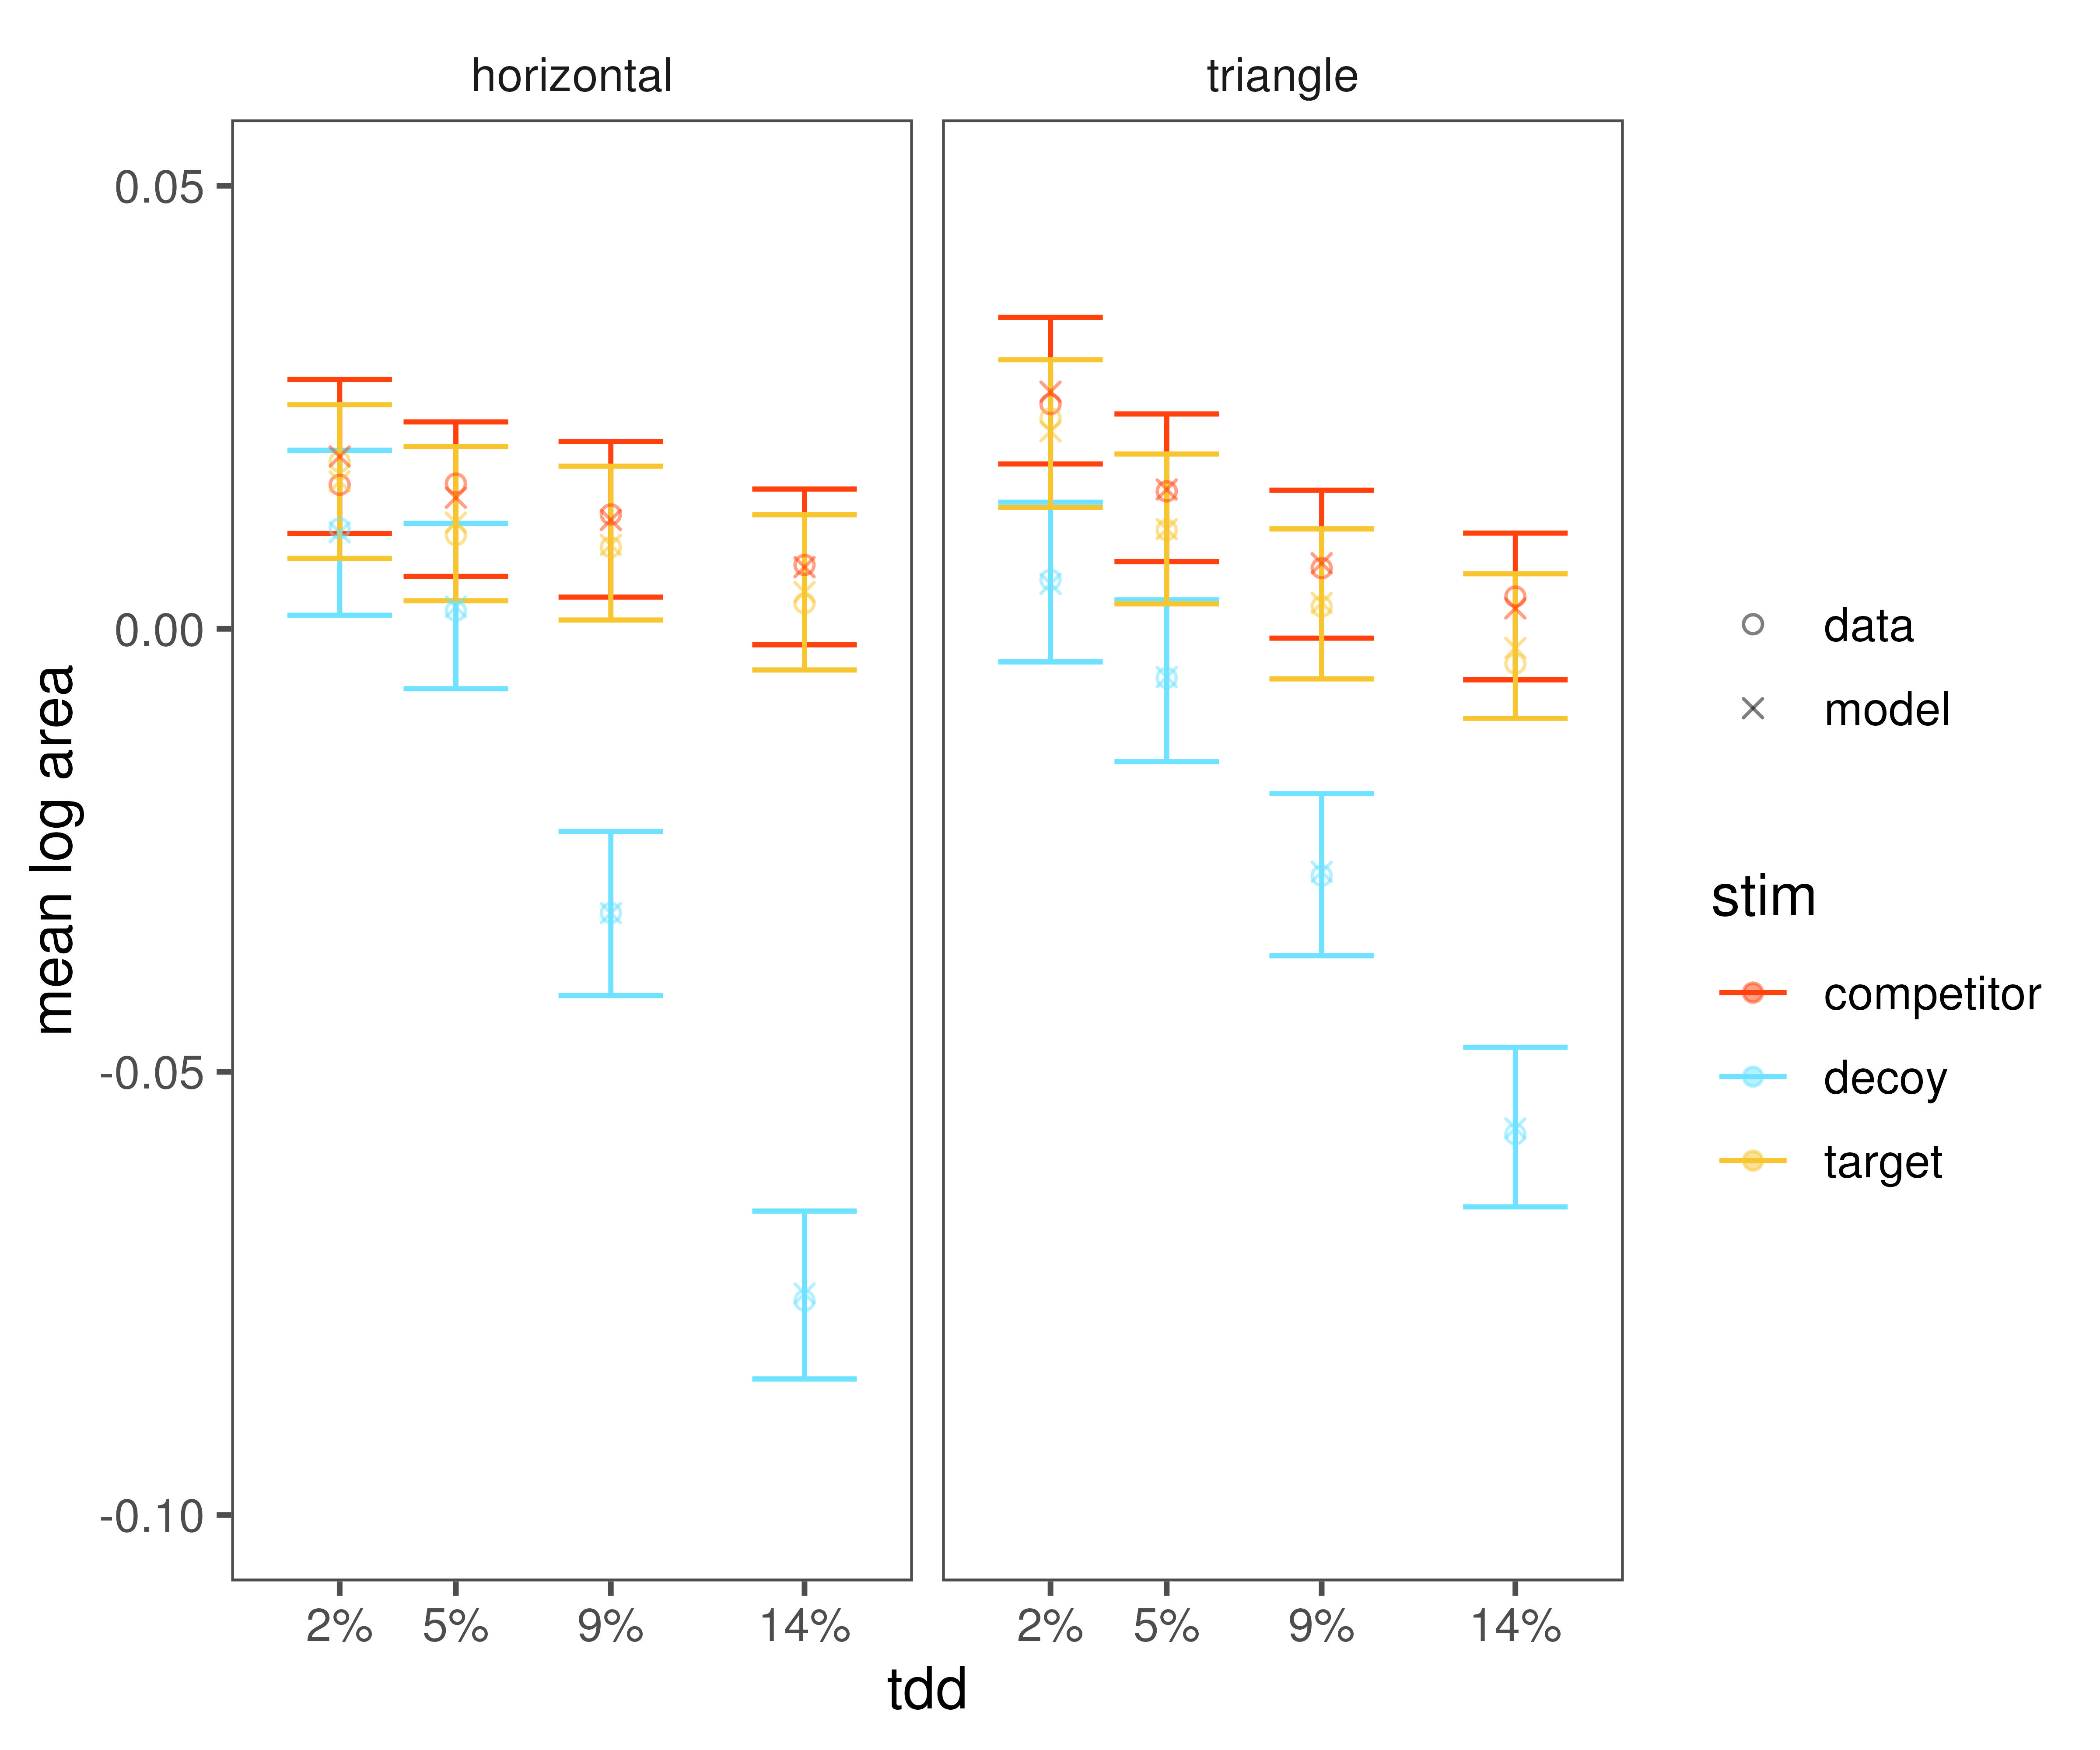 horizontal
triangle
0.05
0.00
-0.05
-0.10
mean log area
2% 5% 9% 14%
2% 5% 9% 14%
tdd
data
model
stim
competitor
decoy
target